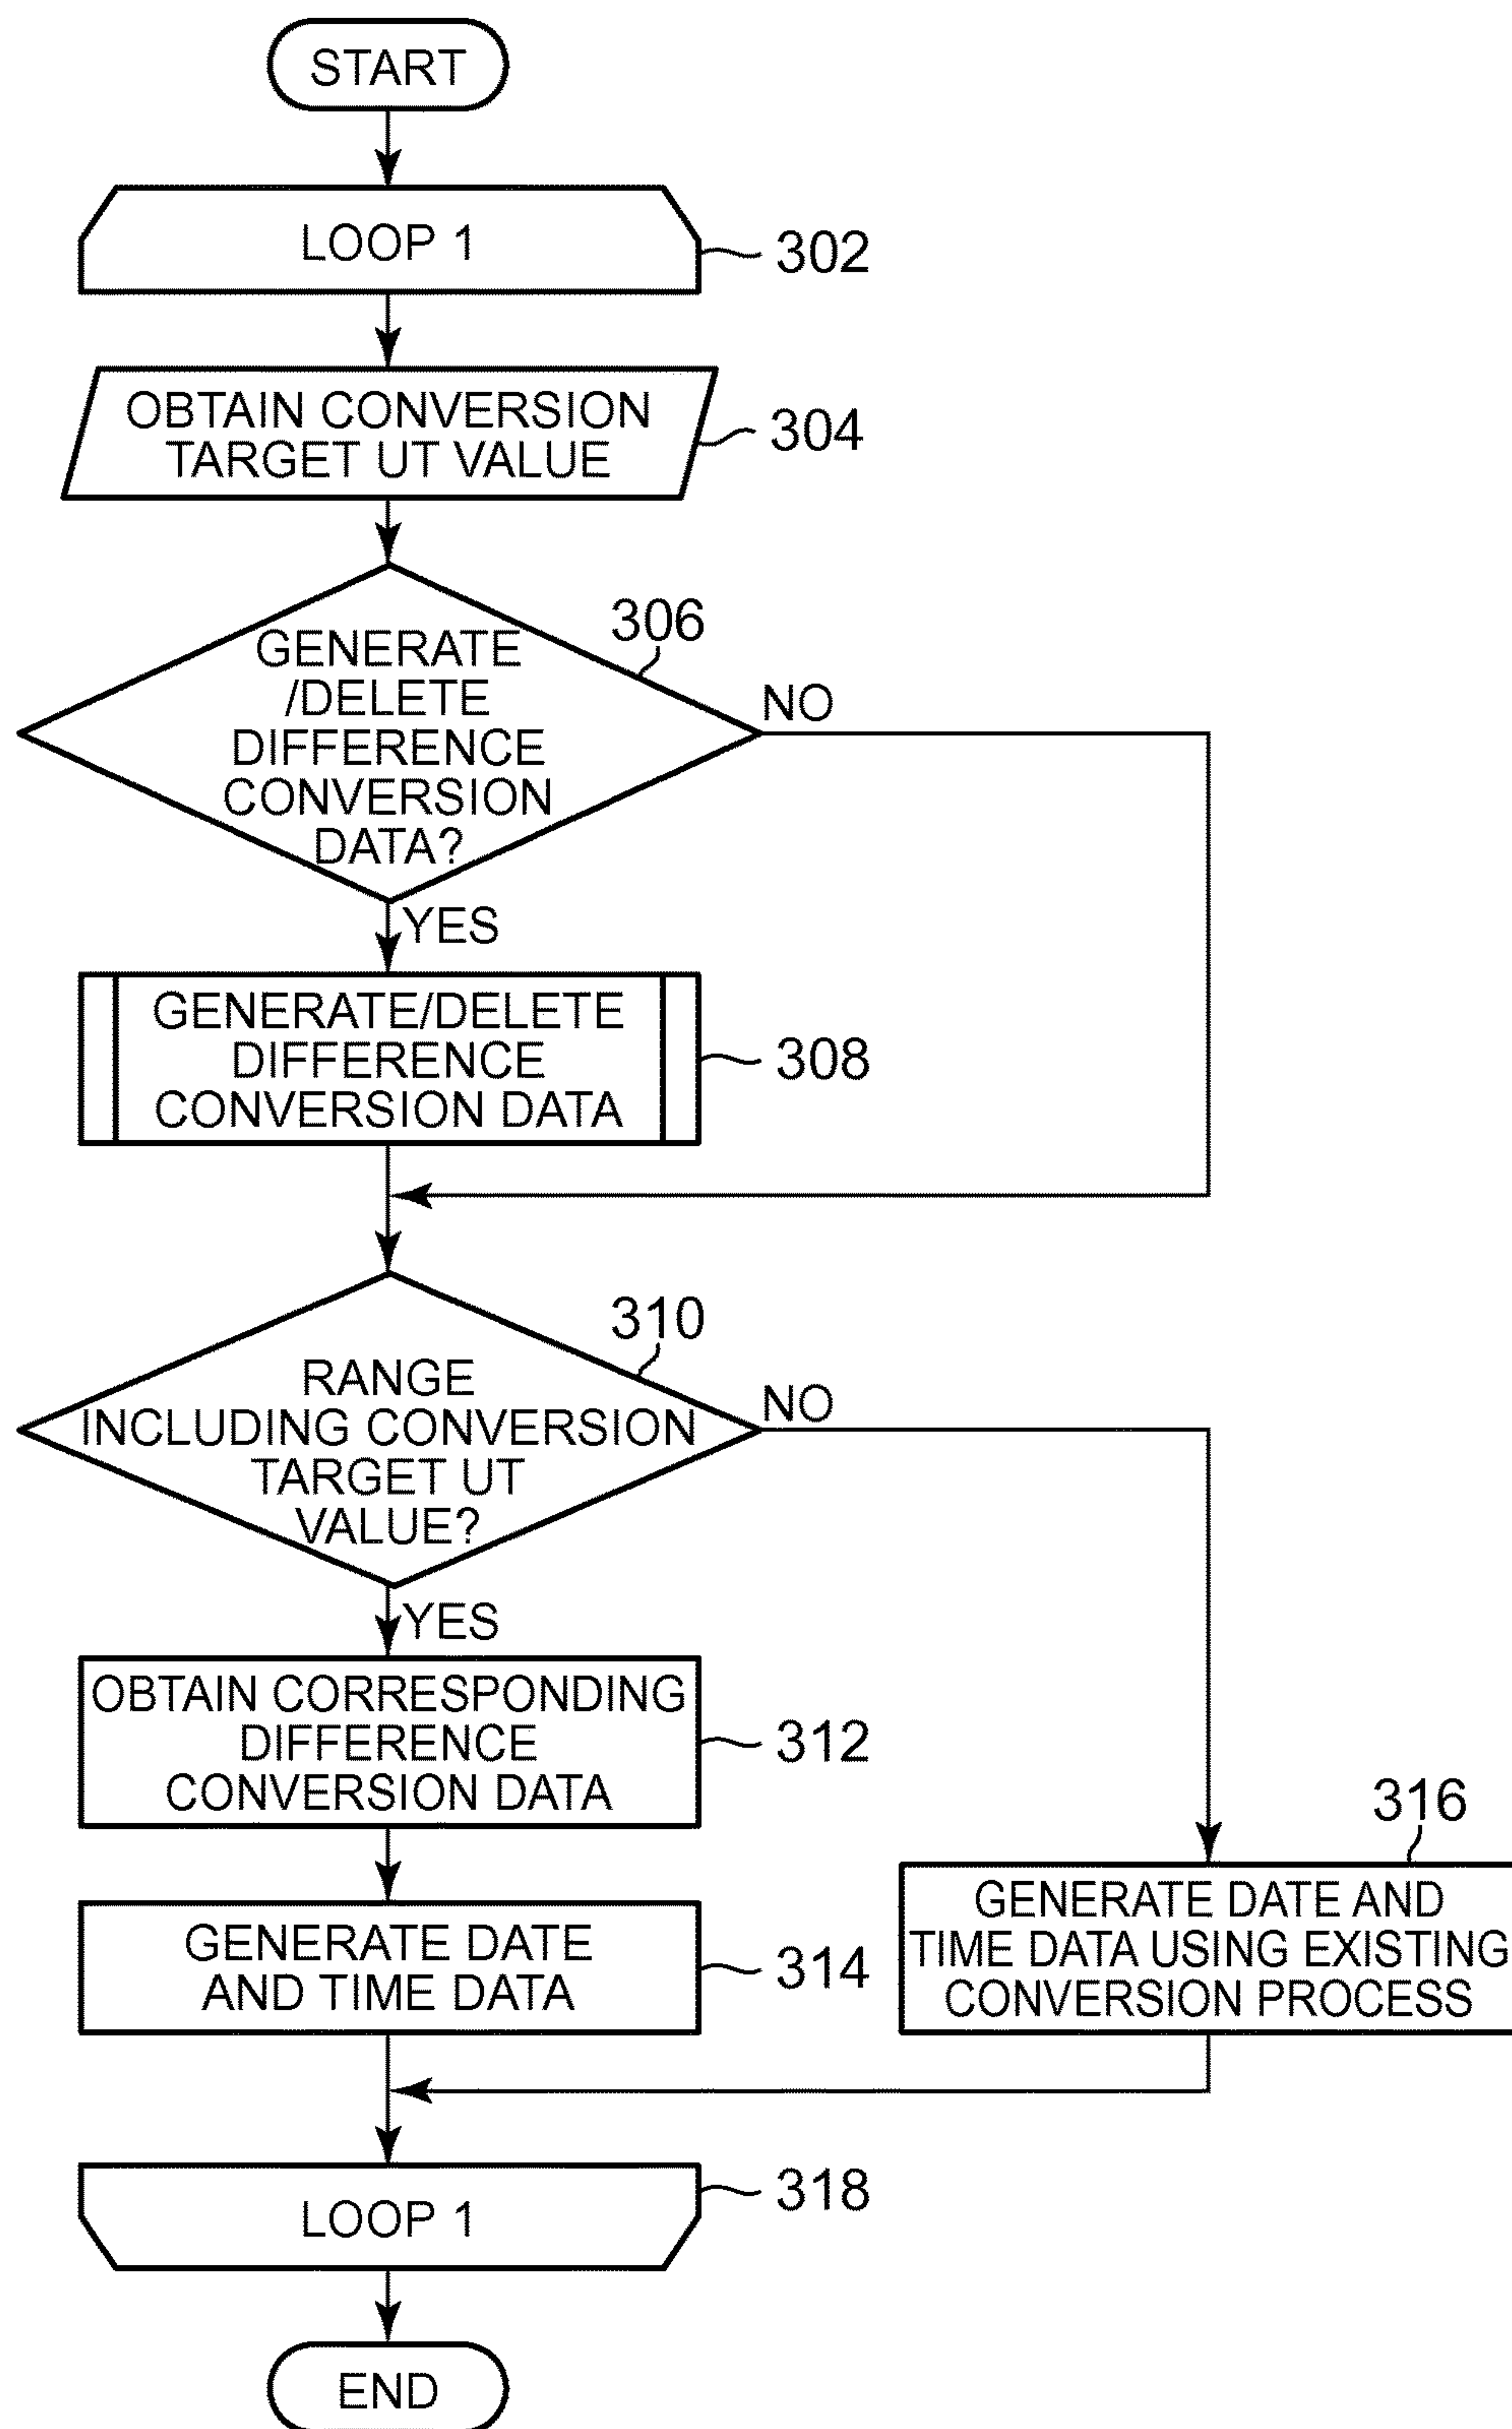 START
LOOP 1
302
OBTAIN CONVERSION
TARGET UT VALUE
304
306
GENERATE
/DELETE
DIFFERENCE
CONVERSION
DATA?
NO
YES
GENERATE/DELETE
DIFFERENCE
CONVERSION DATA
308
310
RANGE
INCLUDING CONVERSION
TARGET UT
VALUE?
NO
YES
OBTAIN CORRESPONDING
DIFFERENCE
CONVERSION DATA
312
316
GENERATE DATE AND
TIME DATA USING EXISTING
CONVERSION PROCESS
GENERATE DATE
AND TIME DATA
314
LOOP 1
318
END